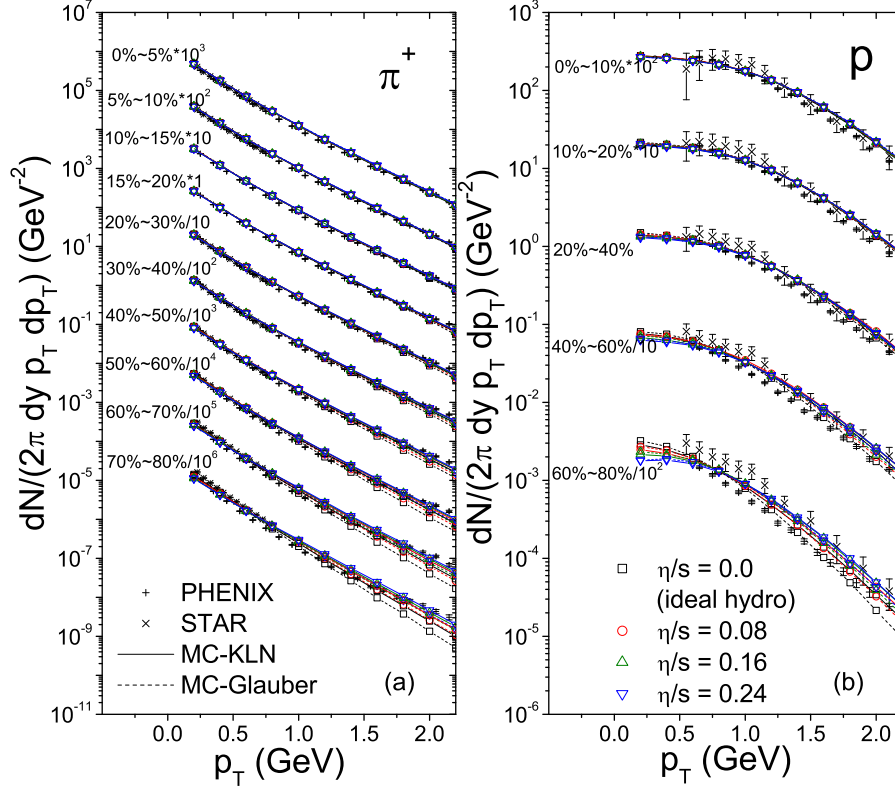 dN/(2π dy p_T dp_T) (GeV^-2)
10^7
10^5
10^3
10^1
10^-1
10^-3
10^-5
10^-7
10^-9
10^-11
π^+
0%~5%*10^3
5%~10%*10^2
10%~15%*10
15%~20%*1
20%~30%/10
30%~40%/10^2
40%~50%/10^3
50%~60%/10^4
60%~70%/10^5
70%~80%/10^6
PHENIX
STAR
MC-KLN
MC-Glauber
(a)
0.0 0.5 1.0 1.5 2.0
p_T (GeV)
dN/(2π dy p_T dp_T) (GeV^-2)
10^3
10^2
10^1
10^0
10^-1
10^-2
10^-3
10^-4
10^-5
10^-6
p
0%~10%*10^2
10%~20%*10
20%~40%
40%~60%/10
60%~80%/10^2
η/s = 0.0
(ideal hydro)
η/s = 0.08
η/s = 0.16
η/s = 0.24
(b)
0.0 0.5 1.0 1.5 2.0
p_T (GeV)